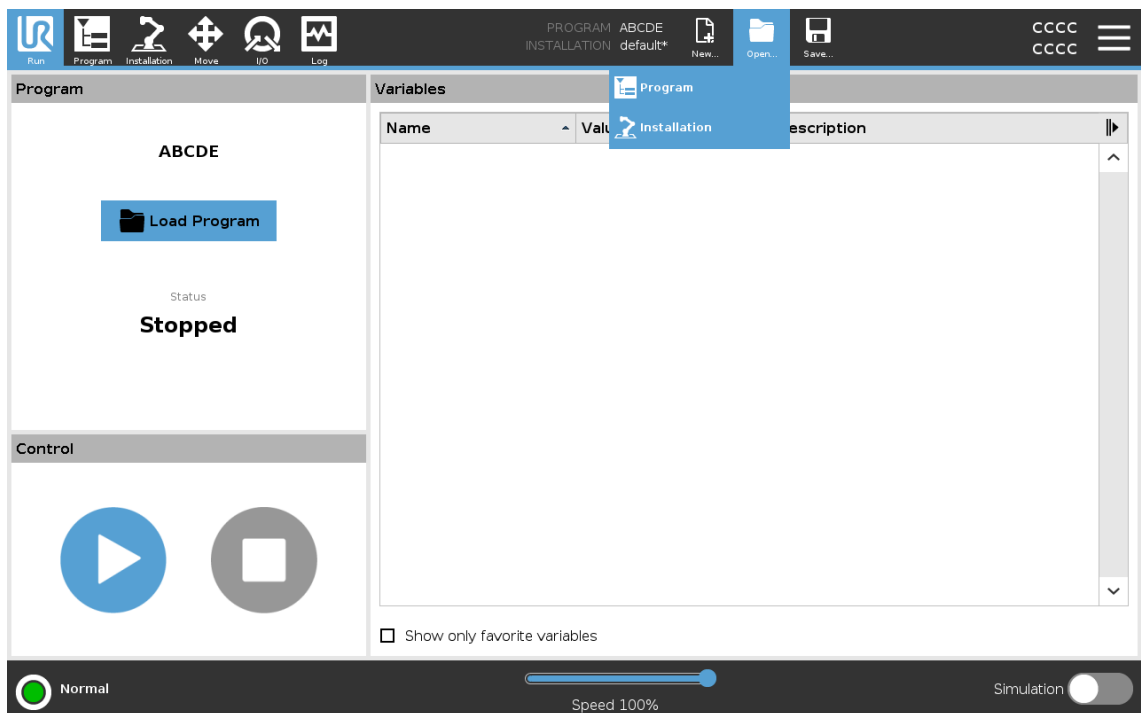 PROGRAM ABCDE
INSTALLATION default*
CCCC
CCCC
Run Program Installation Move I/O Log New... Open... Save...
Program
Variables
Program
Installation
Name Valu escription
ABCDE
Load Program
Status
Stopped
Control
Show only favorite variables
Normal
Speed 100%
Simulation